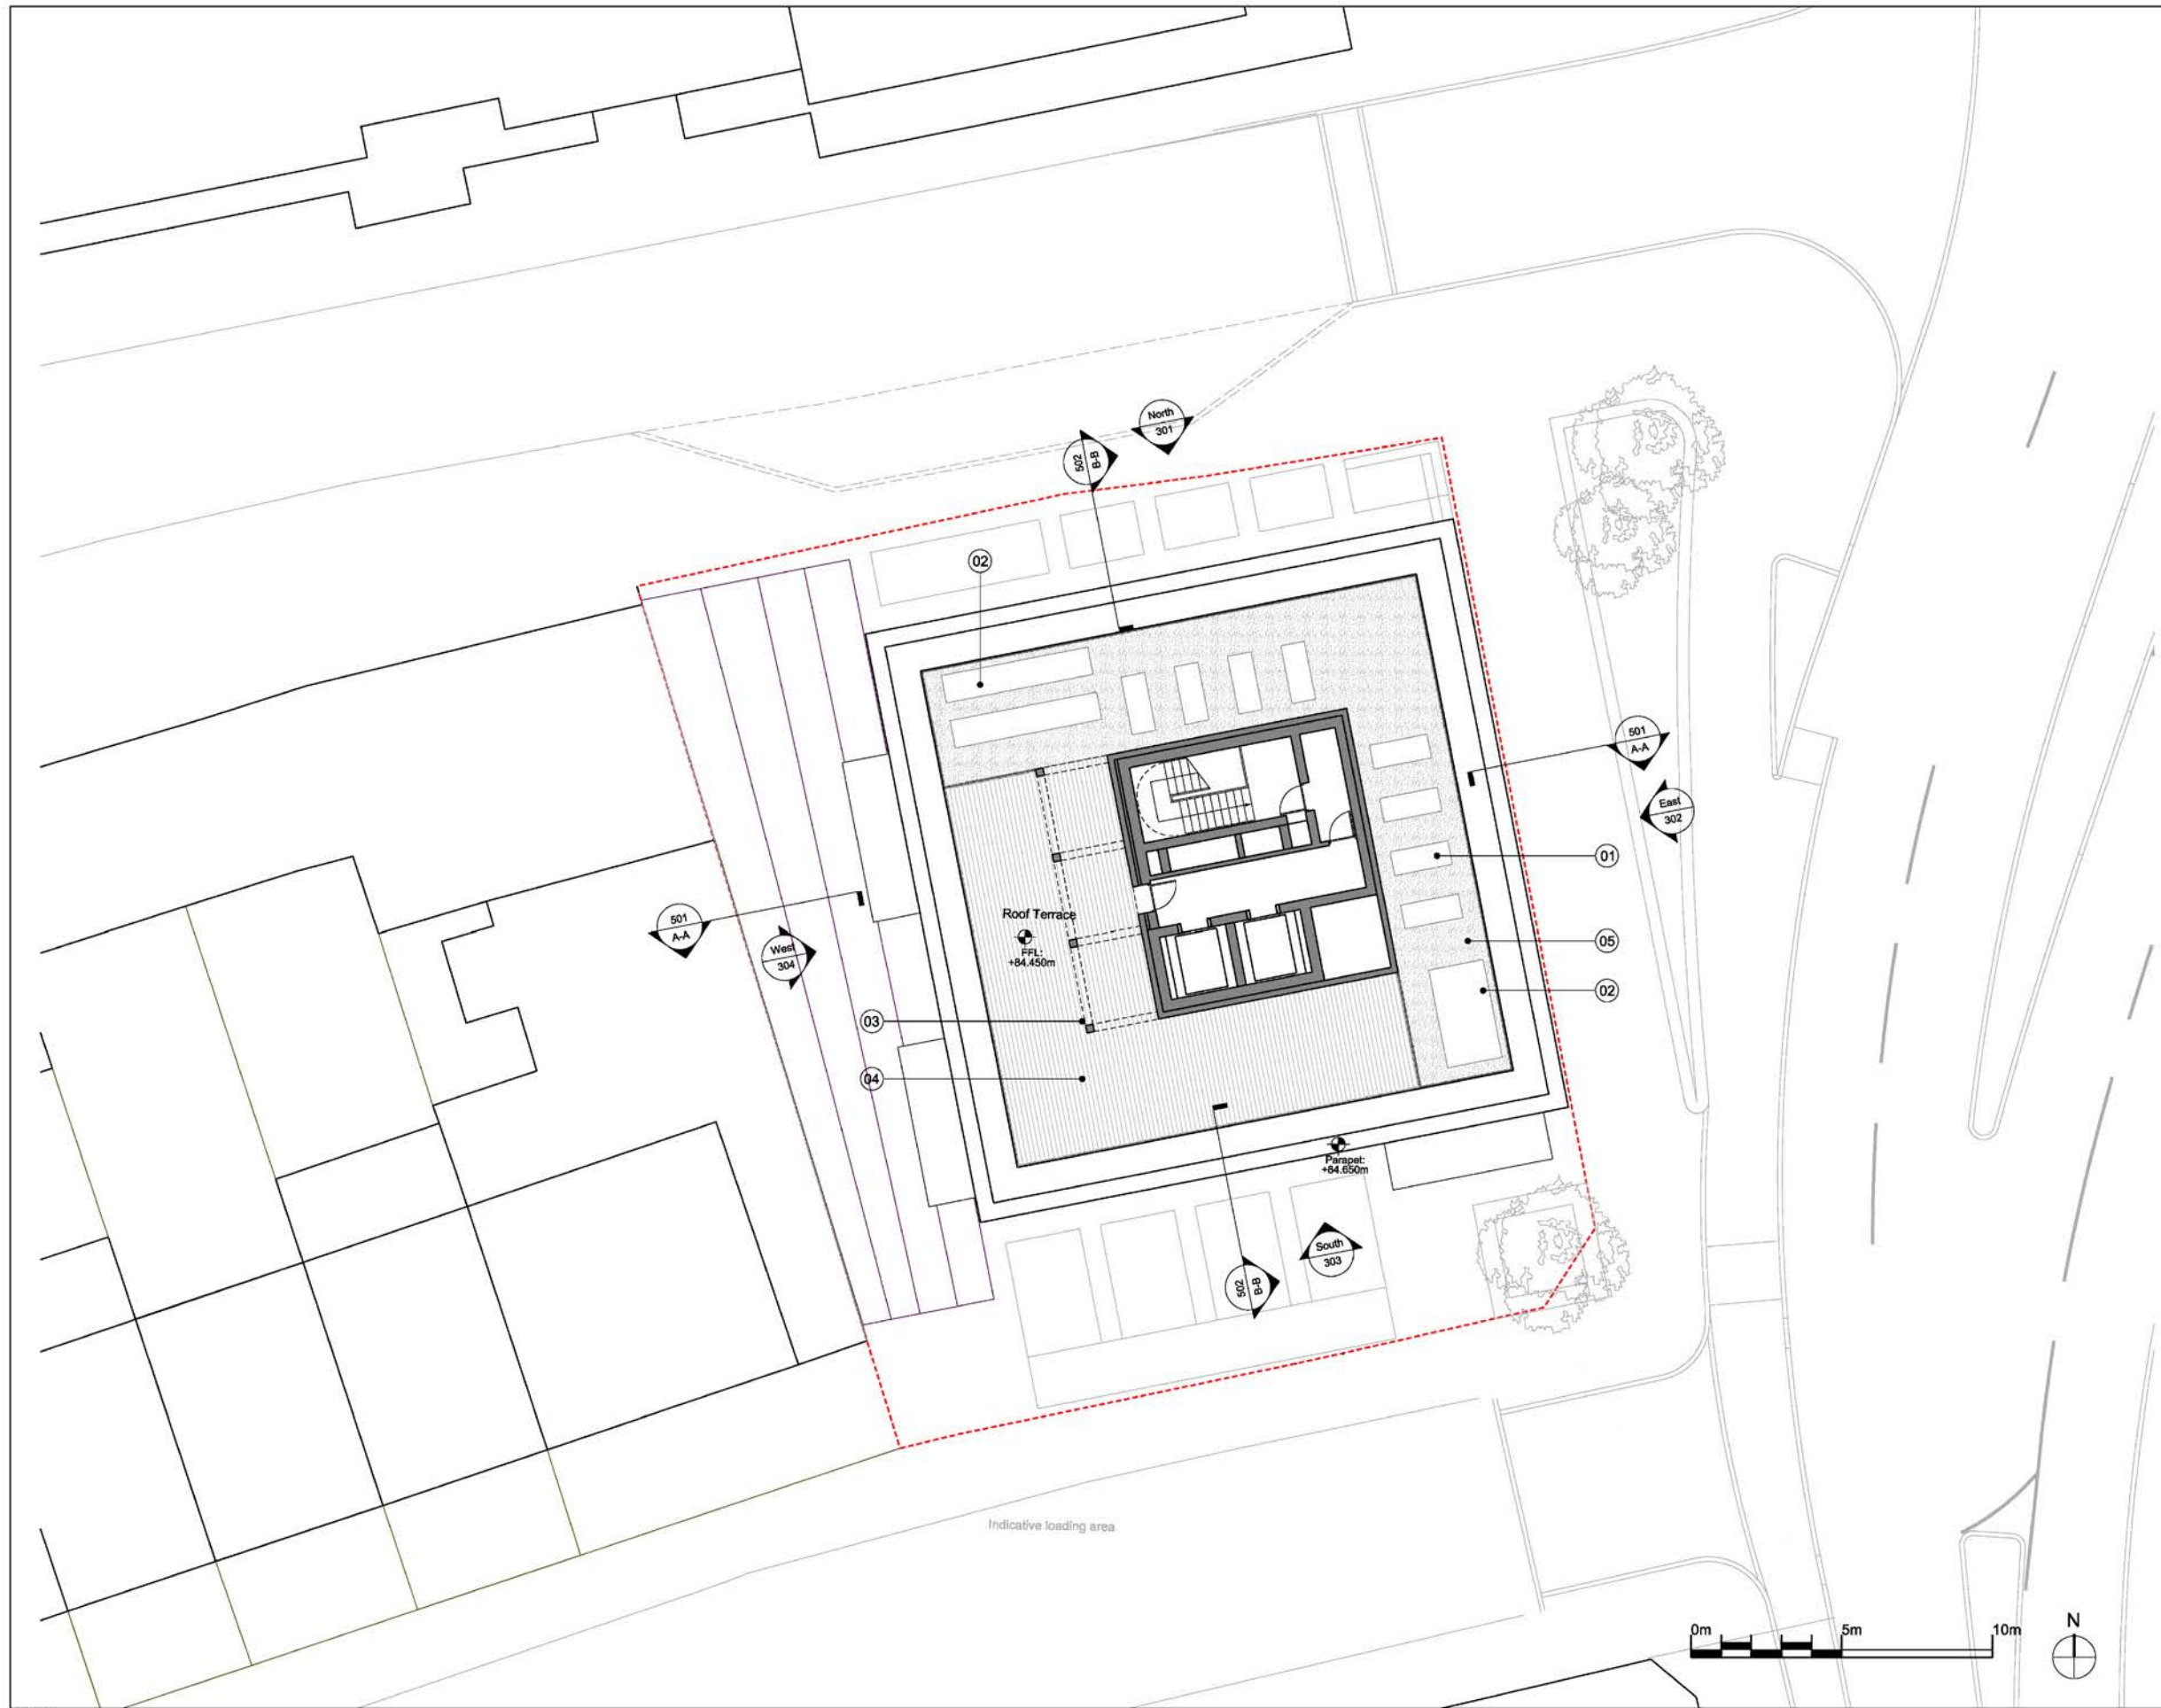 North
301
502
B-B
02
501
A-A
East
302
01
Roof Terrace
FFL:
+84.450m
501
A-A
West
304
05
02
03
04
Parapet:
+84.650m
South
303
502
B-B
Indicative loading area
0m
5m
10m
N